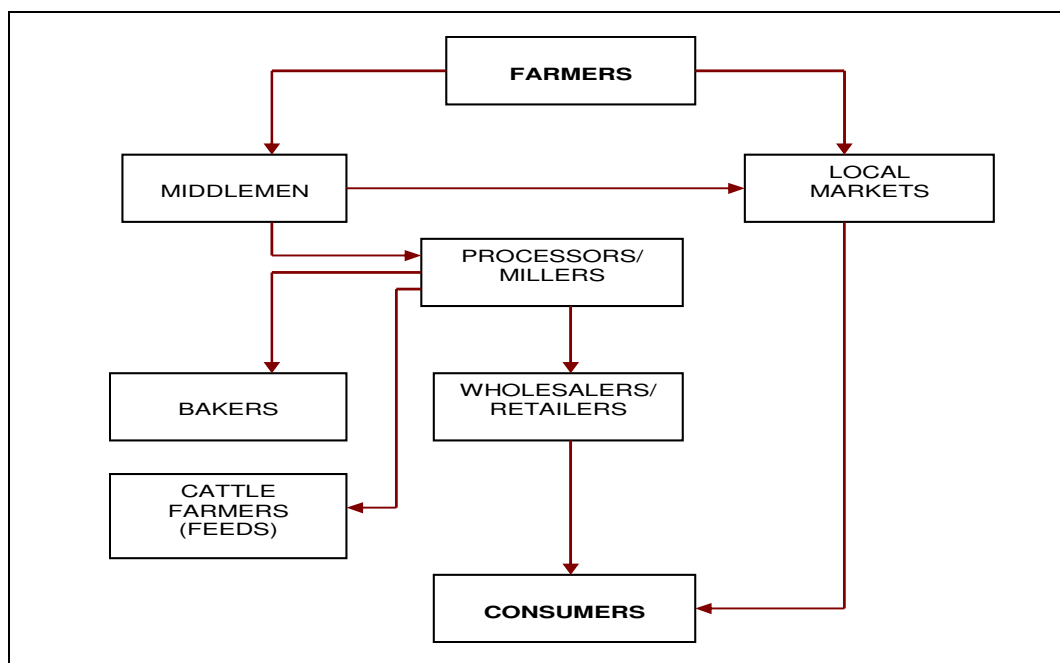 FARMERS
MIDDLEMEN
LOCAL
MARKETS
PROCESSORS/
MILLERS
BAKERS
WHOLESALERS/
RETAILERS
CATTLE
FARMERS
(FEEDS)
CONSUMERS